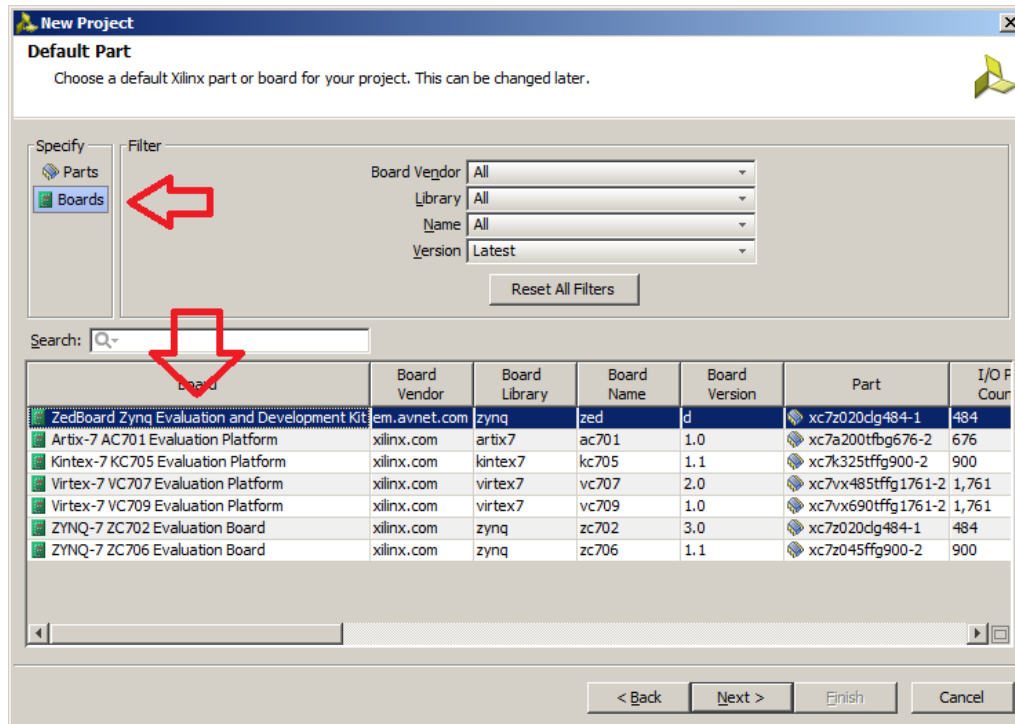 New Project
Default Part
Choose a default Xilinx part or board for your project. This can be changed later.
Specify
Filter
Parts
Boards
Board Vendor All
Library All
Name All
Version Latest
Reset All Filters
Search:
Board Board Vendor Board Library Board Name Board Version Part I/O P Coun
ZedBoard Zynq Evaluation and Development Kit em.avnet.com zynq zed d xc7z020clg484-1 484
Artix-7 AC701 Evaluation Platform xilinx.com artix7 ac701 1.0 xc7a200tfbg676-2 676
Kintex-7 KC705 Evaluation Platform xilinx.com kintex7 kc705 1.1 xc7k325tffg900-2 900
Virtex-7 VC707 Evaluation Platform xilinx.com virtex7 vc707 2.0 xc7vx485tffg1761-2 1,761
Virtex-7 VC709 Evaluation Platform xilinx.com virtex7 vc709 1.0 xc7vx690tffg1761-2 1,761
ZYNQ-7 ZC702 Evaluation Board xilinx.com zynq zc702 3.0 xc7z020clg484-1 484
ZYNQ-7 ZC706 Evaluation Board xilinx.com zynq zc706 1.1 xc7z045ffg900-2 900
< Back Next > Finish Cancel